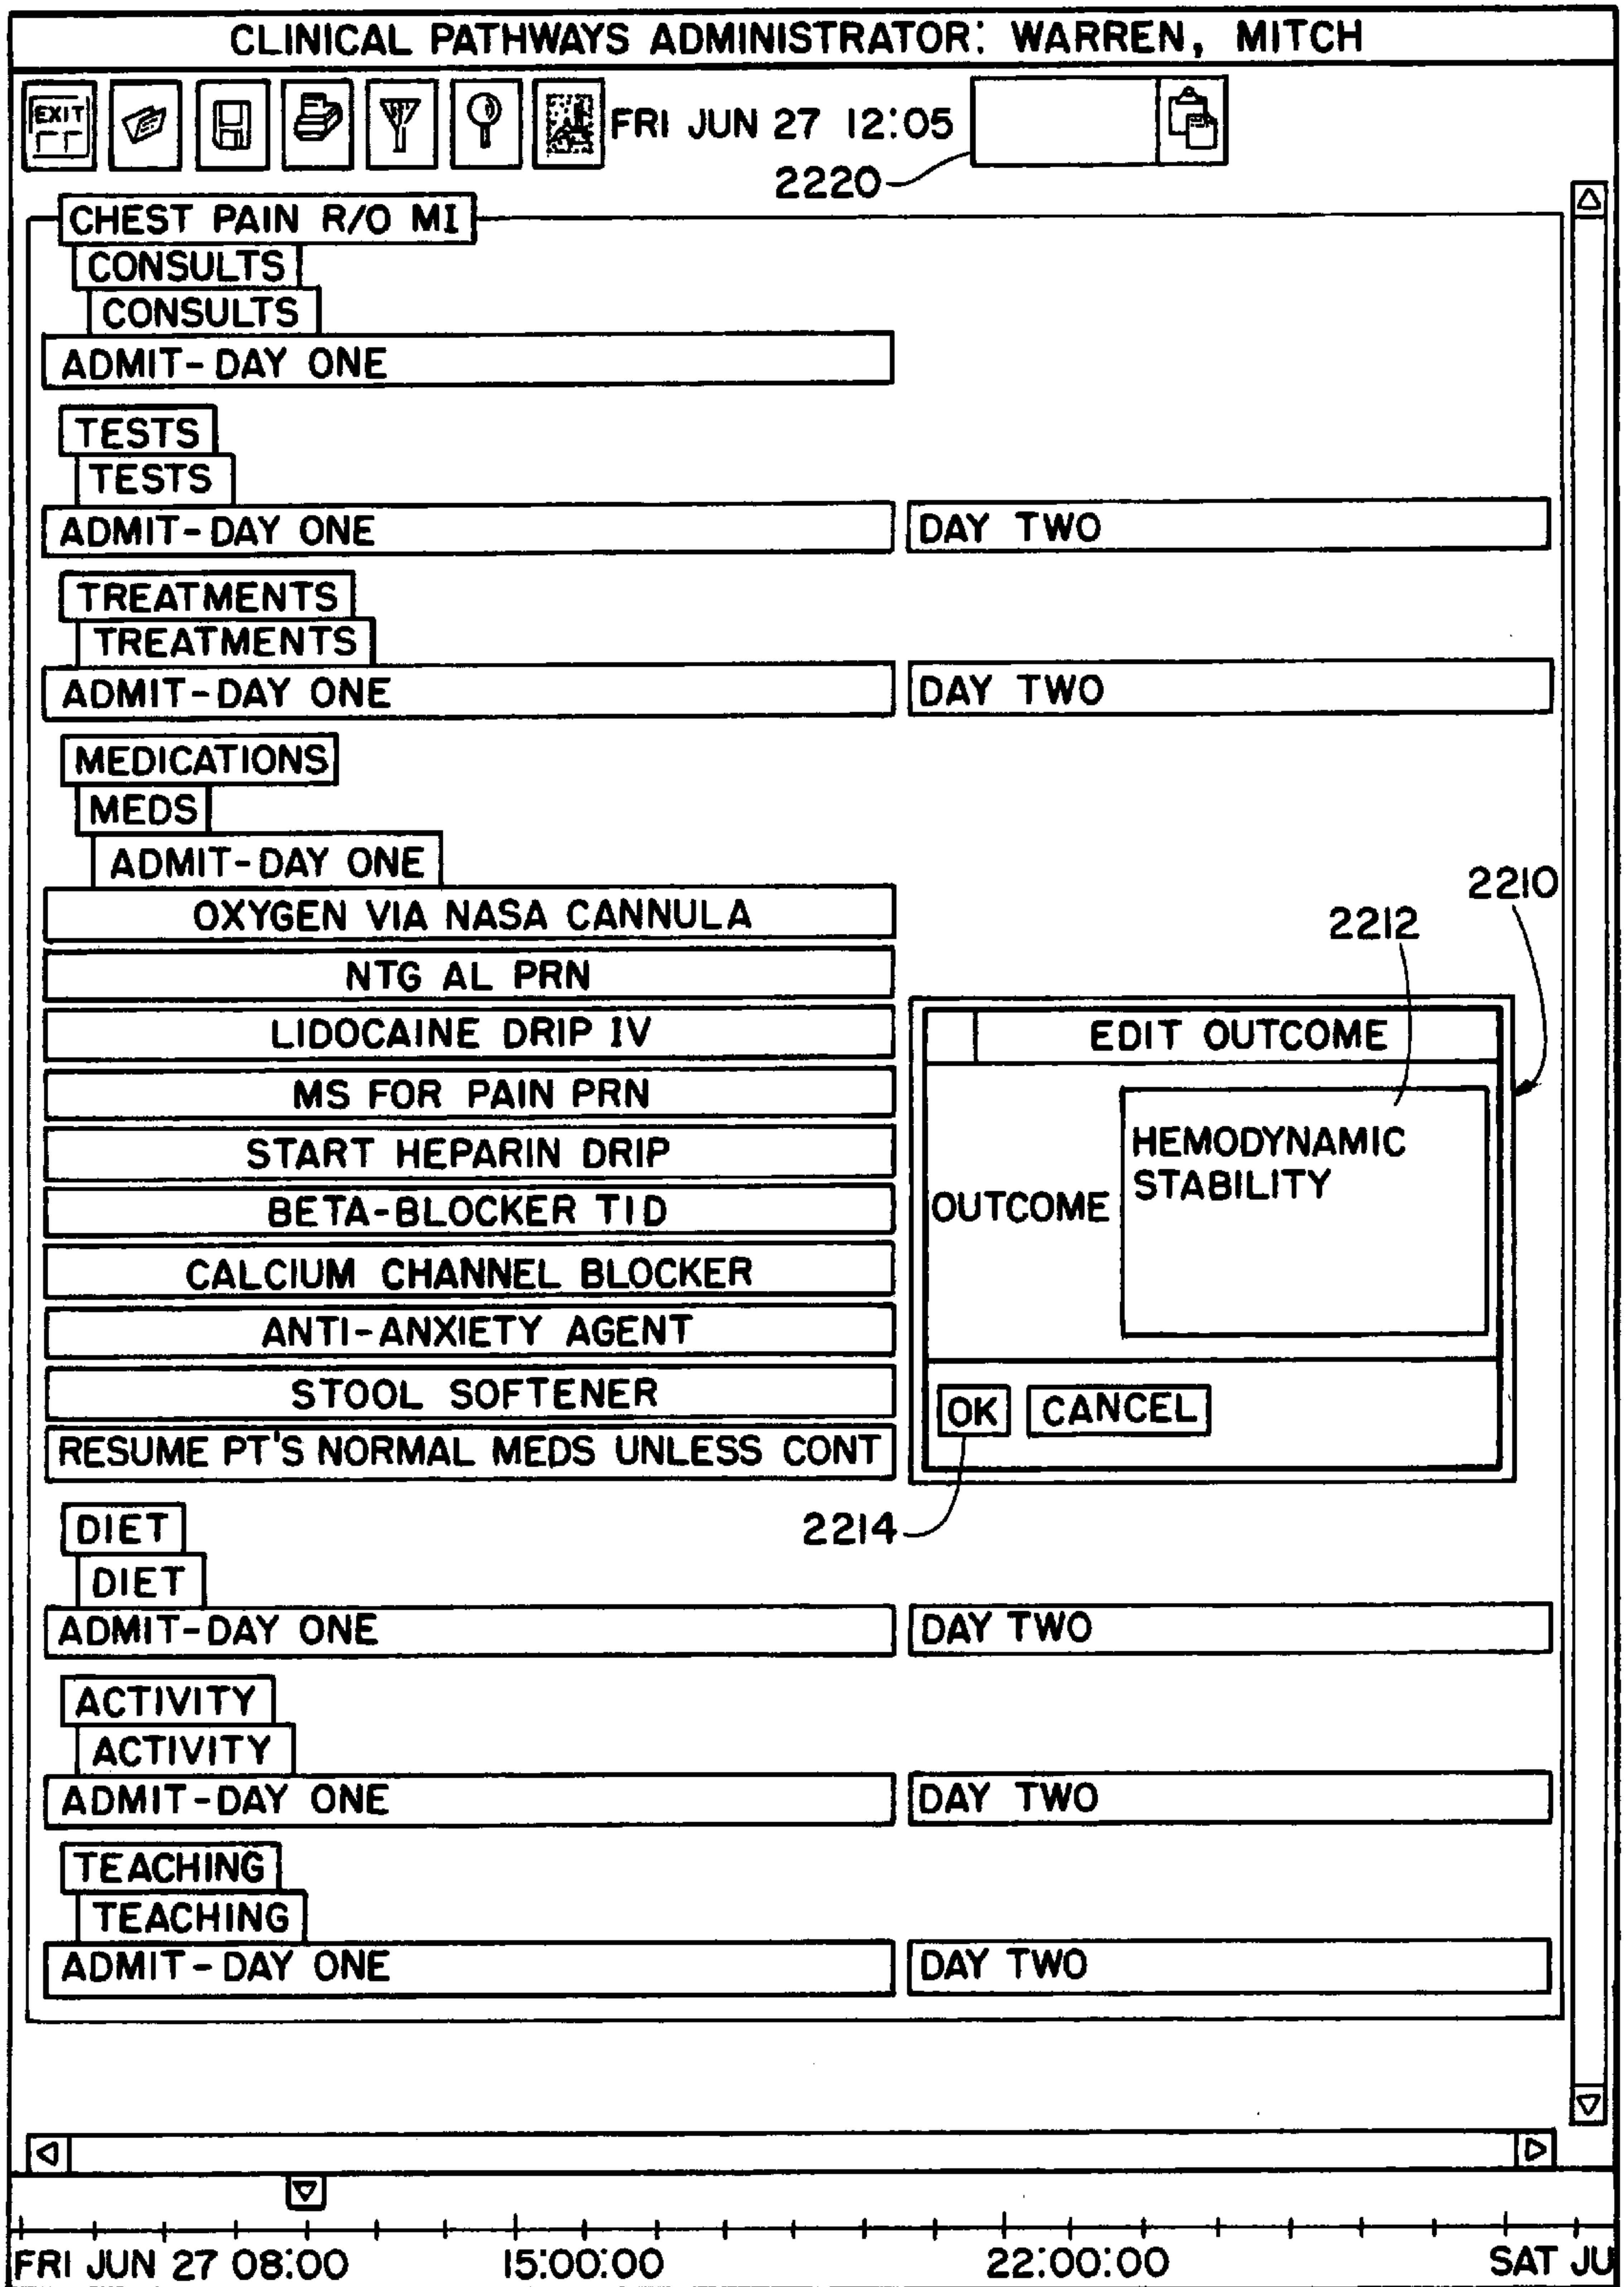 CLINICAL PATHWAYS ADMINISTRATOR: WARREN, MITCH
EXIT
FRI JUN 27 12:05
2220
CHEST PAIN R/O MI
CONSULTS
CONSULTS
ADMIT-DAY ONE
TESTS
TESTS
ADMIT-DAY ONE DAY TWO
TREATMENTS
TREATMENTS
ADMIT-DAY ONE DAY TWO
MEDICATIONS
MEDS
ADMIT-DAY ONE
OXYGEN VIA NASA CANNULA
NTG AL PRN
LIDOCAINE DRIP IV
MS FOR PAIN PRN
START HEPARIN DRIP
BETA-BLOCKER TID
CALCIUM CHANNEL BLOCKER
ANTI-ANXIETY AGENT
STOOL SOFTENER
RESUME PT'S NORMAL MEDS UNLESS CONT
2210
2212
EDIT OUTCOME
HEMODYNAMIC
STABILITY
OUTCOME
OK CANCEL
2214
DIET
DIET
ADMIT-DAY ONE DAY TWO
ACTIVITY
ACTIVITY
ADMIT-DAY ONE DAY TWO
TEACHING
TEACHING
ADMIT-DAY ONE DAY TWO
FRI JUN 27 08:00 15:00:00 22:00:00 SAT JU